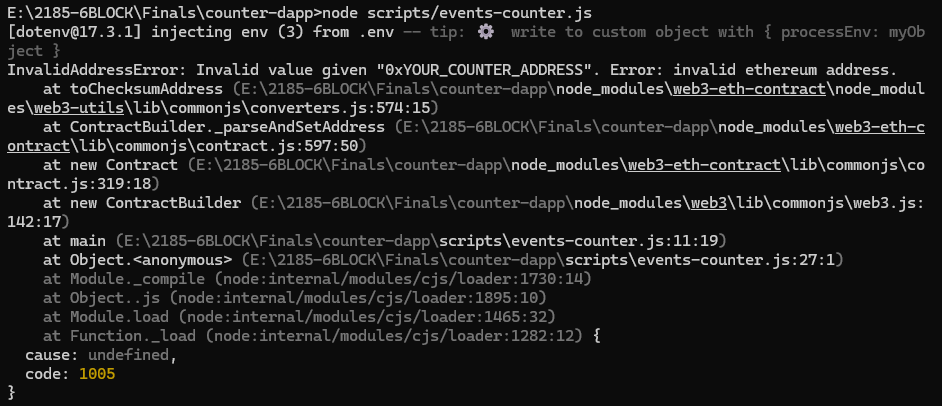 E:\2185-6BLOCK\Finals\counter-dapp>node scripts/events-counter.js
[dotenv@17.3.1] injecting env (3) from .env -- tip: ⚙️  write to custom object with { processEnv: myOb
ject }
InvalidAddressError: Invalid value given "0xYOUR_COUNTER_ADDRESS". Error: invalid ethereum address.
    at toChecksumAddress (E:\2185-6BLOCK\Finals\counter-dapp\node_modules\web3-eth-contract\node_modul
es\web3-utils\lib\commonjs\converters.js:574:15)
    at ContractBuilder._parseAndSetAddress (E:\2185-6BLOCK\Finals\counter-dapp\node_modules\web3-eth-c
ontract\lib\commonjs\contract.js:597:50)
    at new Contract (E:\2185-6BLOCK\Finals\counter-dapp\node_modules\web3-eth-contract\lib\commonjs\co
ntract.js:319:18)
    at new ContractBuilder (E:\2185-6BLOCK\Finals\counter-dapp\node_modules\web3\lib\commonjs\web3.js:
142:17)
    at main (E:\2185-6BLOCK\Finals\counter-dapp\scripts\events-counter.js:11:19)
    at Object.<anonymous> (E:\2185-6BLOCK\Finals\counter-dapp\scripts\events-counter.js:27:1)
    at Module._compile (node:internal/modules/cjs/loader:1730:14)
    at Object..js (node:internal/modules/cjs/loader:1895:10)
    at Module.load (node:internal/modules/cjs/loader:1465:32)
    at Function._load (node:internal/modules/cjs/loader:1282:12) {
  cause: undefined,
  code: 1005
}